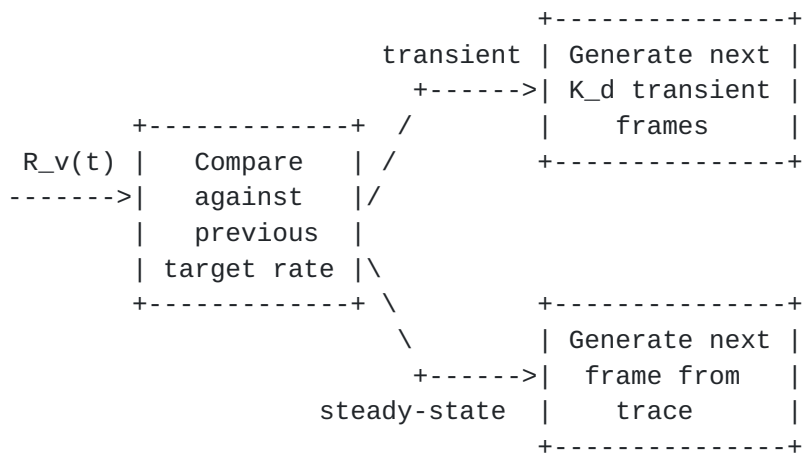 transient
Generate next
K_d transient
frames
R_v(t)
Compare
against
previous
target rate
Generate next
frame from
steady-state
trace